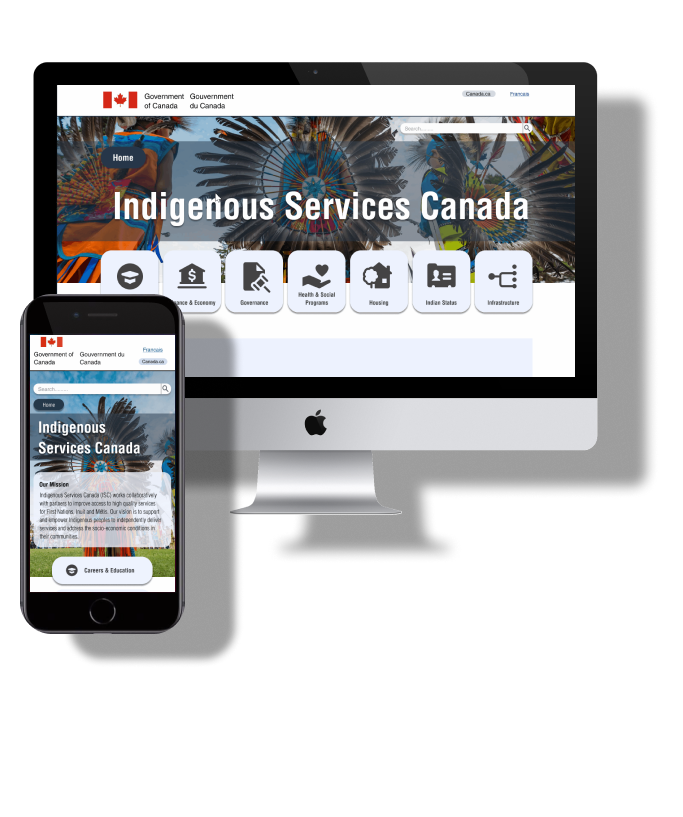 Government of Canada
Gouvernment du Canada
Canada.ca
Francais
Search........
Home
Indigenous Services Canada
nance & Economy
Governance
Health & Social
Programs
Housing
Indian Status
Infrastructure
Government of
Canada
Gouvernment du
Canada
Francais
Canada.ca
Search........
Home
Indigenous
Services Canada
Our Mission
Indigenous Services Canada (ISC) works collaboratively
with partners to improve access to high quality services
for First Nations, Inuit and Métis. Our vision is to support
and empower Indigenous peoples to independently deliver
services and address the socio-economic conditions in
their communities.
Careers & Education